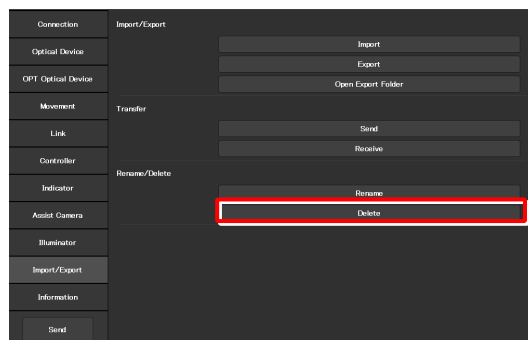 Connection
Optical Device
OPT Optical Device
Movement
Link
Controller
Indicator
Assist Camera
Illuminator
Import/Export
Information
Send
Import/Export
Import
Export
Open Export Folder
Transfer
Send
Receive
Rename/Delete
Rename
Delete